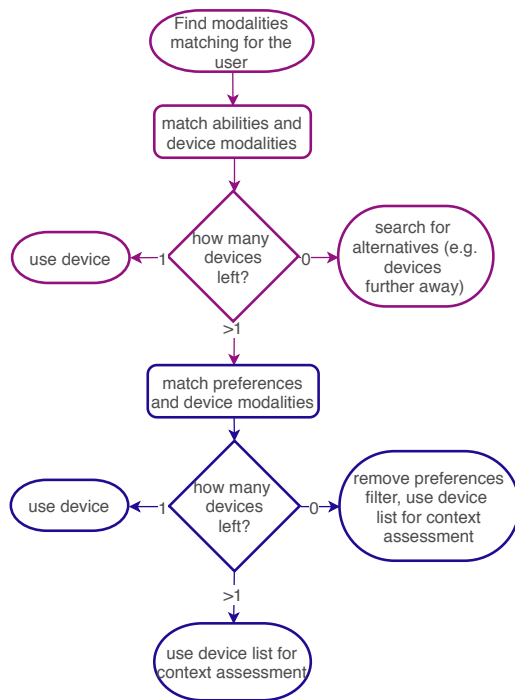 Find modalities
matching for the
user
match abilities and
device modalities
how many
devices
left?
1
use device
0
search for
alternatives (e.g.
devices
further away)
>1
match preferences
and device modalities
how many
devices
left?
1
use device
0
remove preferences
filter, use device
list for context
assessment
>1
use device list for
context assessment